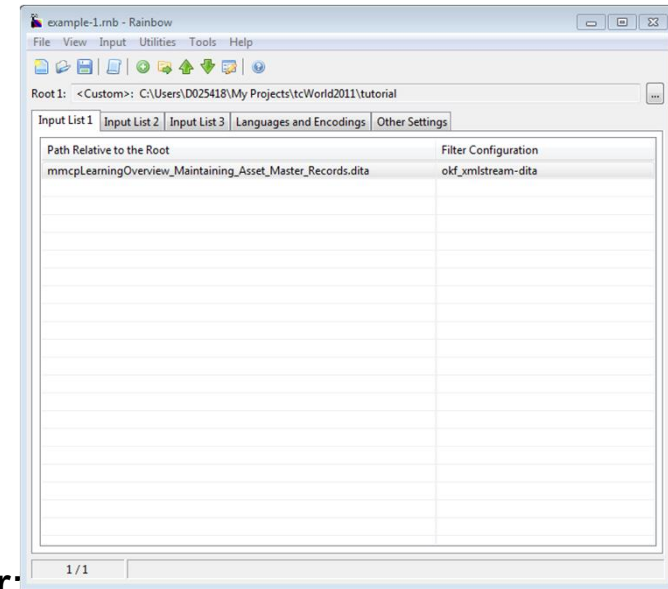 example-1.rnb - Rainbow
File View Input Utilities Tools Help
Root 1: <Custom>: C:\Users\D025418\My Projects\tcWorld2011\tutorial ...
Input List 1 Input List 2 Input List 3 Languages and Encodings Other Settings
Path Relative to the Root Filter Configuration
mmcpLearningOverview_Maintaining_Asset_Master_Records.dita okf_xmlstream-dita
1 / 1